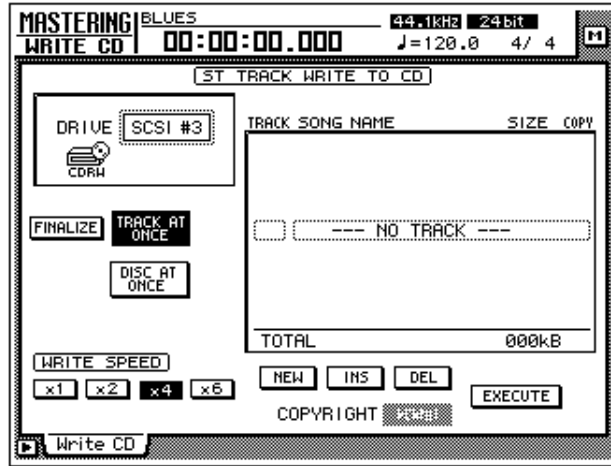 MASTERING BLUES 44.1kHz 24bit
WRITE CD 00:00:00.000 ♩=120.0 4/ 4 M
ST TRACK WRITE TO CD
DRIVE SCSI #3
CDRW
TRACK SONG NAME SIZE COPY
FINALIZE TRACK AT ONCE
--- NO TRACK ---
DISC AT ONCE
TOTAL 000kB
WRITE SPEED
x1 x2 x4 x6
NEW INS DEL
EXECUTE
COPYRIGHT
Write CD